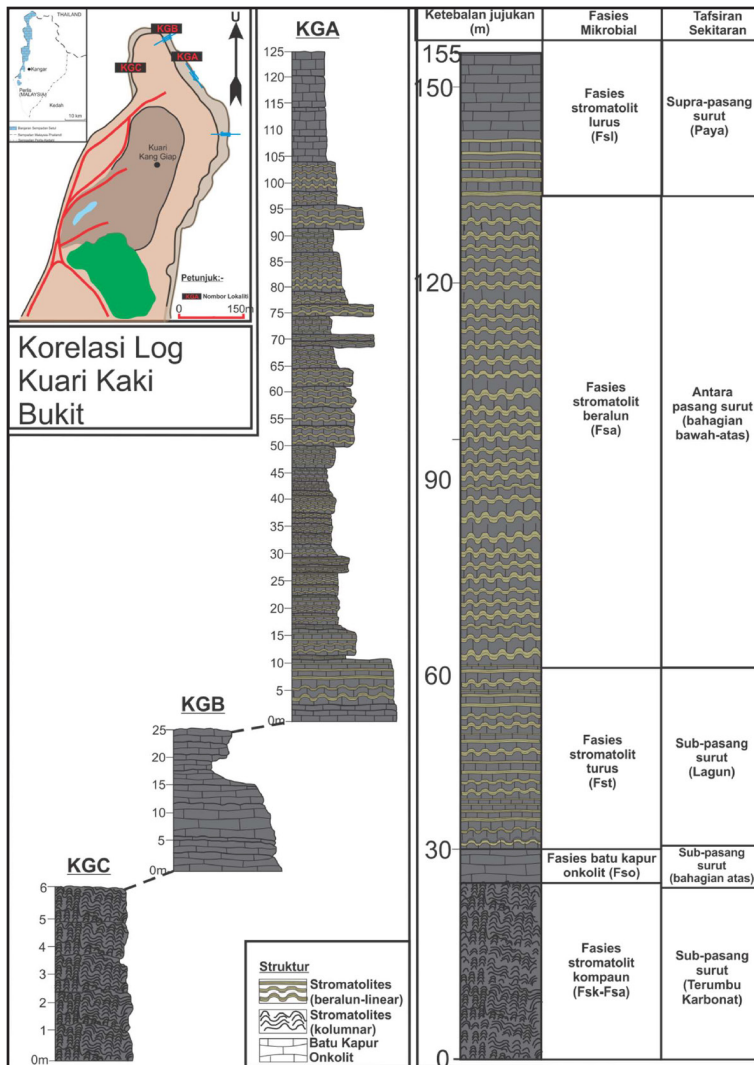 THAILAND
Kangar
Perlis
(MALAYSIA)
Kedah
10 km
KGB
KGC
KGA
U
Kuari
Kang Giap
Petunjuk:-
KGA Nombor Lokaliti
0 150m
Korelasi Log
Kuari Kaki
Bukit
KGA
125
120
115
110
105
100
95
90
85
80
75
70
65
60
55
50
45
40
35
30
25
20
15
10
5
0m
KGB
25
20
15
10
5
0m
KGC
6
5
4
3
2
1
0m
Struktur
Stromatolites
(beralun-linear)
Stromatolites
(kolumnar)
Batu Kapur
Onkolit
Ketebalan jujukan
(m)
Fasies
Mikrobial
Tafsiran
Sekitaran
155
150
120
90
60
30
0
Fasies
stromatolit
lurus
(Fsl)
Supra-pasang
surut
(Paya)
Fasies
stromatolit
beralun
(Fsa)
Antara
pasang surut
(bahagian
bawah-atas)
Fasies
stromatolit
turus
(Fst)
Sub-pasang
surut
(Lagun)
Fasies batu kapur
onkolit (Fso)
Sub-pasang
surut
(bahagian atas)
Fasies
stromatolit
kompaun
(Fsk-Fsa)
Sub-pasang
surut
(Terumbu
Karbonat)